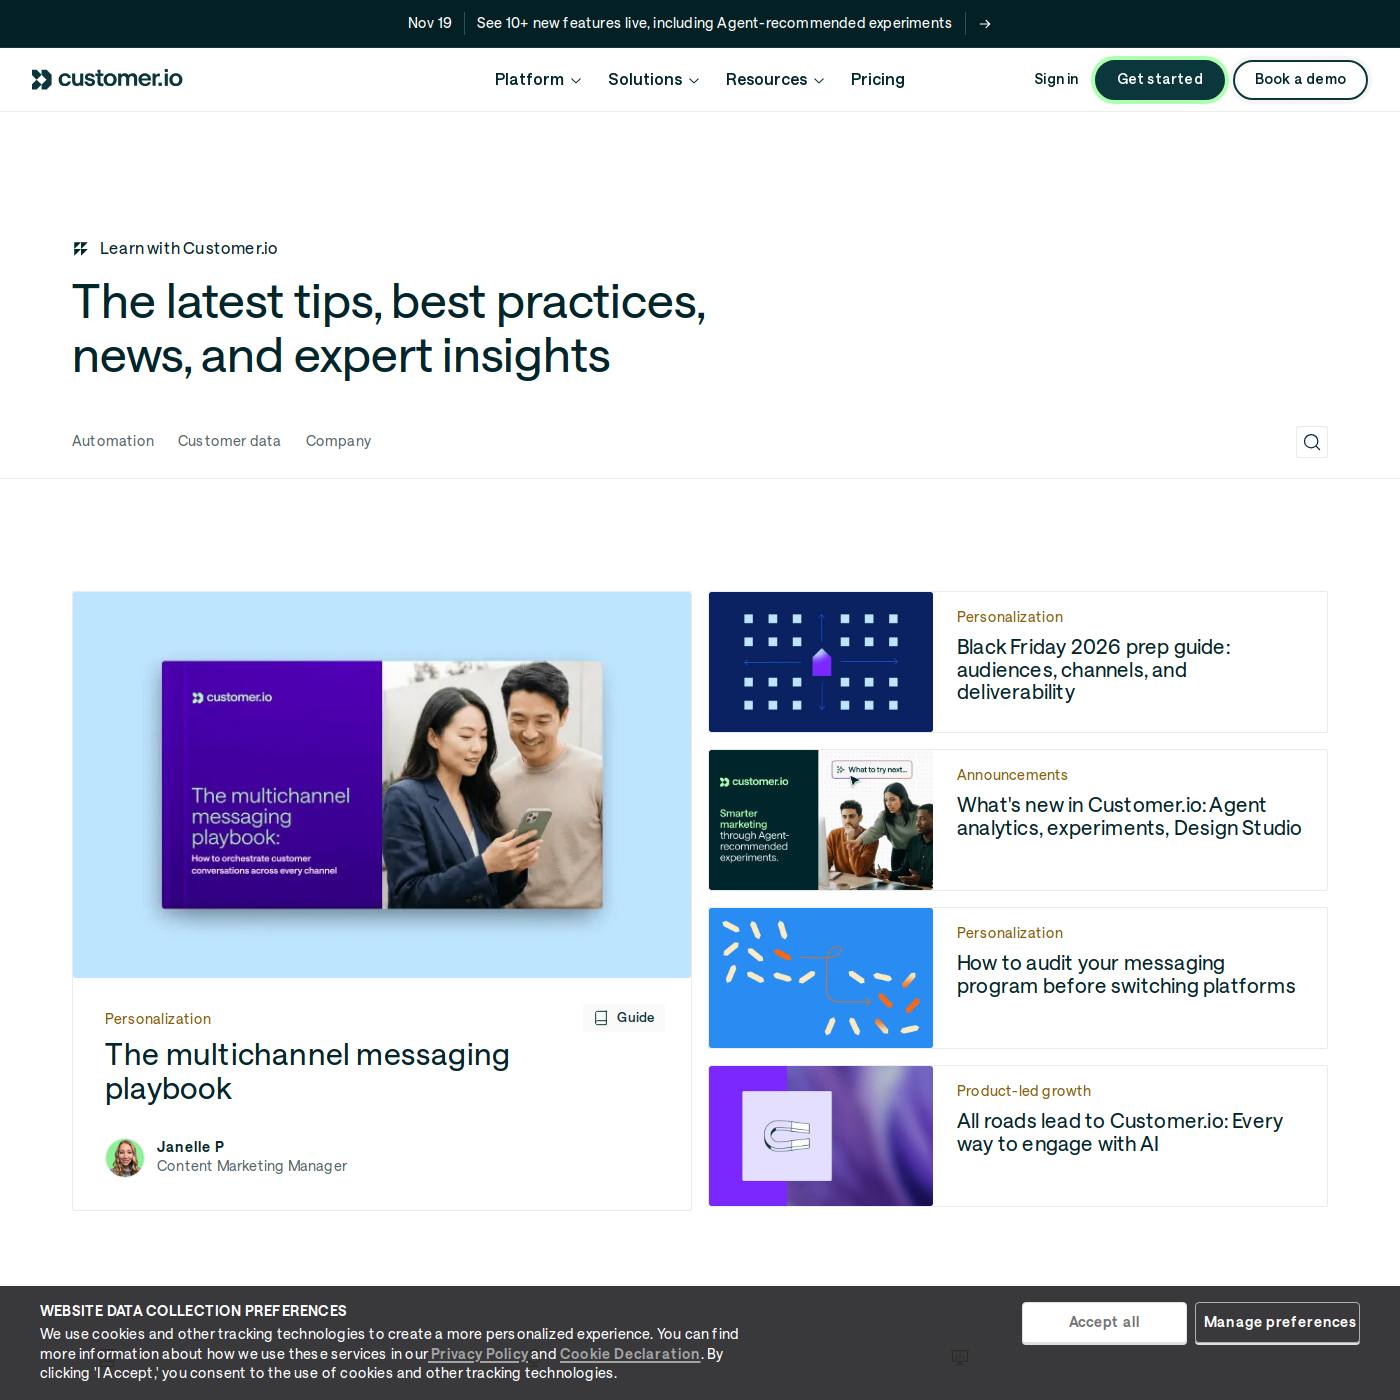 Nov 19
See 10+ new features live, including Agent-recommended experiments
customer.io
Platform
Solutions
Resources
Pricing
Sign in
Get started
Book a demo
Learn with Customer.io
The latest tips, best practices,
news, and expert insights
Automation
Customer data
Company
customer.io
The multichannel
messaging
playbook:
How to orchestrate customer
conversations across every channel
Personalization
Guide
The multichannel messaging
playbook
Janelle P
Content Marketing Manager
Personalization
Black Friday 2026 prep guide:
audiences, channels, and
deliverability
customer.io
Smarter
marketing
through Agent-
recommended
experiments.
What to try next...
Announcements
What's new in Customer.io: Agent
analytics, experiments, Design Studio
Personalization
How to audit your messaging
program before switching platforms
Product-led growth
All roads lead to Customer.io: Every
way to engage with AI
WEBSITE DATA COLLECTION PREFERENCES
We use cookies and other tracking technologies to create a more personalized experience. You can find
more information about how we use these services in our Privacy Policy and Cookie Declaration. By
clicking 'I Accept,' you consent to the use of cookies and other tracking technologies.
Accept all
Manage preferences